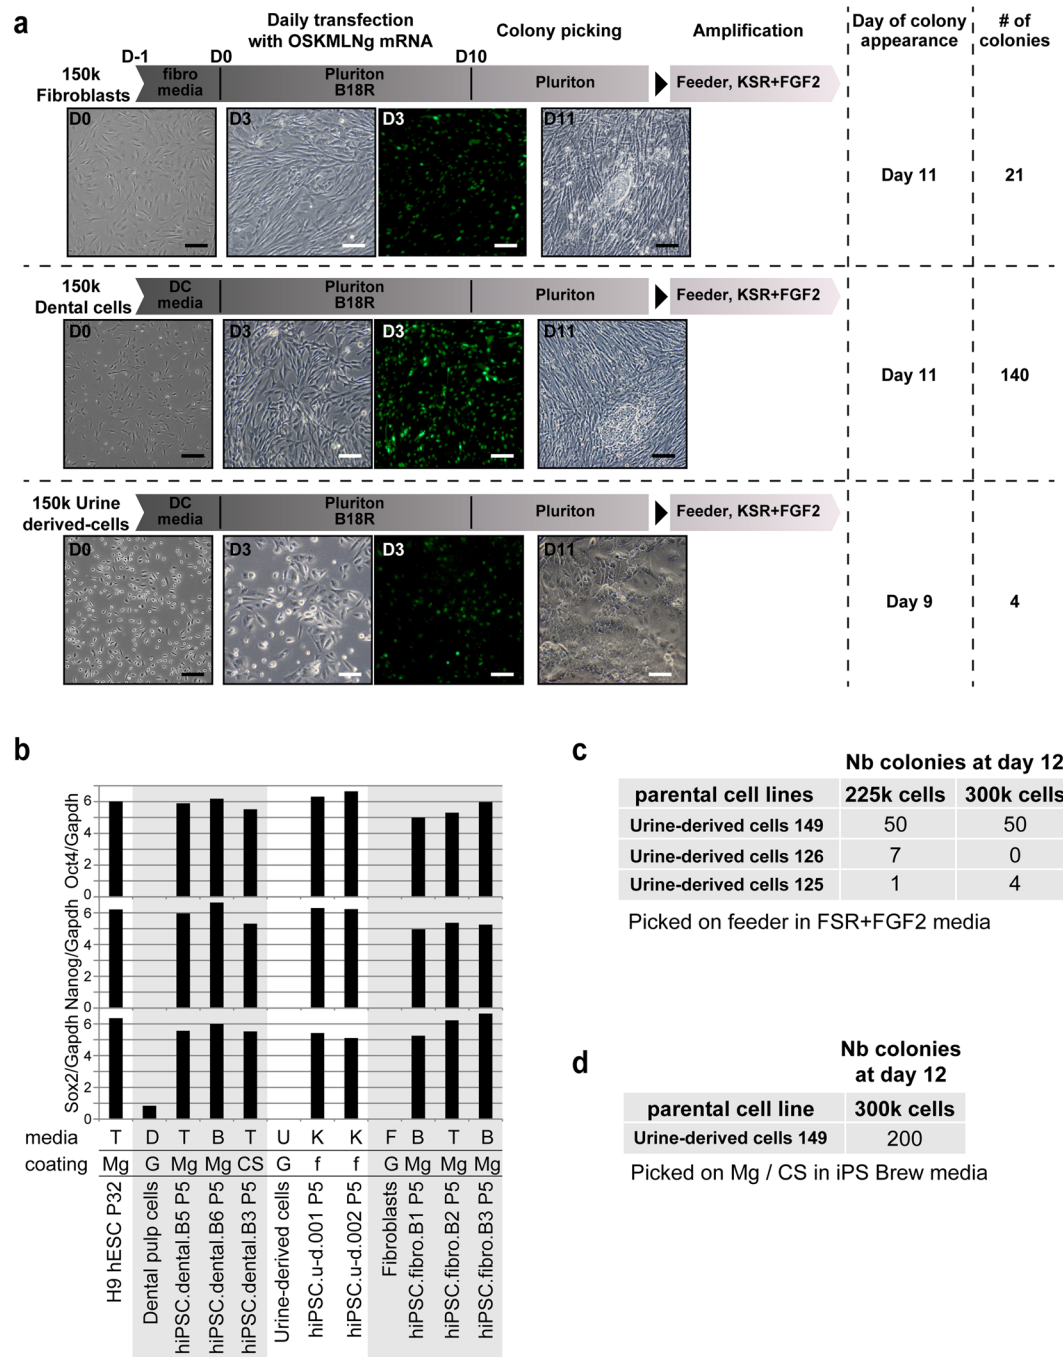 a
Daily transfection
with OSKMLNg mRNA
Colony picking
Amplification
Day of colony
appearance
# of
colonies
D-1
D0
D10
150k
Fibroblasts
fibro
media
Pluriton
B18R
Pluriton
Feeder, KSR+FGF2
D0
D3
D3
D11
Day 11
21
150k
Dental cells
DC
media
Pluriton
B18R
Pluriton
Feeder, KSR+FGF2
D0
D3
D3
D11
Day 11
140
150k Urine
derived-cells
DC
media
Pluriton
B18R
Pluriton
Feeder, KSR+FGF2
D0
D3
D3
D11
Day 9
4
b
Oct4/Gapdh
6
4
2
0
Nanog/Gapdh
6
4
2
0
Sox2/Gapdh
6
4
2
0
media T D T B T U K K F B T B
coating Mg G Mg Mg CS G f f G Mg Mg Mg
H9 hESC P32
Dental pulp cells
hiPSC.dental.B5 P5
hiPSC.dental.B6 P5
hiPSC.dental.B3 P5
Urine-derived cells
hiPSC.u-d.001 P5
hiPSC.u-d.002 P5
Fibroblasts
hiPSC.fibro.B1 P5
hiPSC.fibro.B2 P5
hiPSC.fibro.B3 P5
c
Nb colonies at day 12
parental cell lines 225k cells 300k cells
Urine-derived cells 149 50 50
Urine-derived cells 126 7 0
Urine-derived cells 125 1 4
Picked on feeder in FSR+FGF2 media
d
Nb colonies
at day 12
parental cell line 300k cells
Urine-derived cells 149 200
Picked on Mg / CS in iPS Brew media